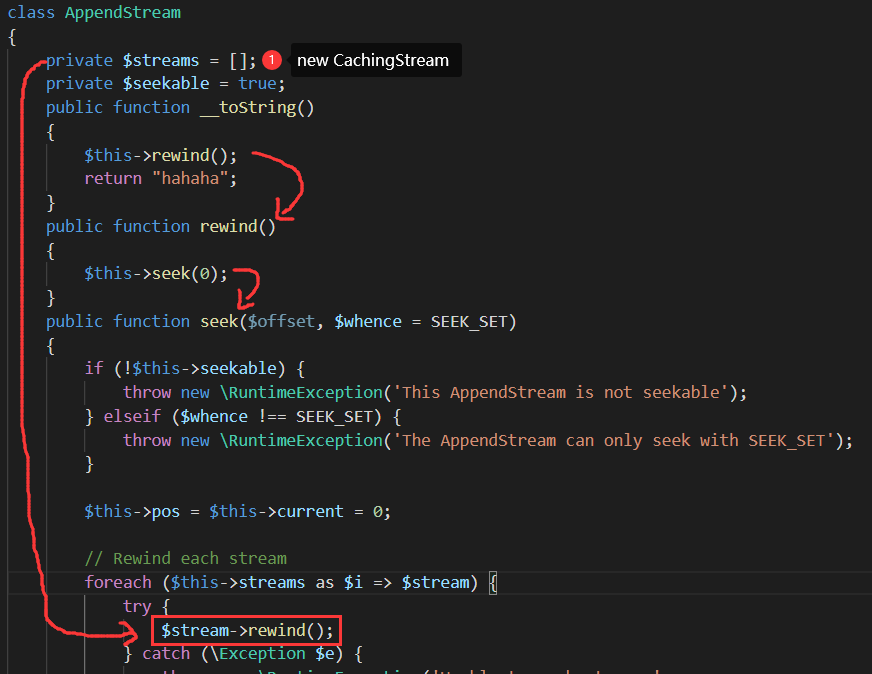 class AppendStream
{
private $streams = []; 1 new CachingStream
private $seekable = true;
public function __toString()
{
$this->rewind();
return "hahaha";
}
public function rewind()
{
$this->seek(0);
}
public function seek($offset, $whence = SEEK_SET)
{
if (!$this->seekable) {
throw new \RuntimeException('This AppendStream is not seekable');
} elseif ($whence !== SEEK_SET) {
throw new \RuntimeException('The AppendStream can only seek with SEEK_SET');
}
$this->pos = $this->current = 0;
// Rewind each stream
foreach ($this->streams as $i => $stream) {
try {
$stream->rewind();
} catch (\Exception $e) {